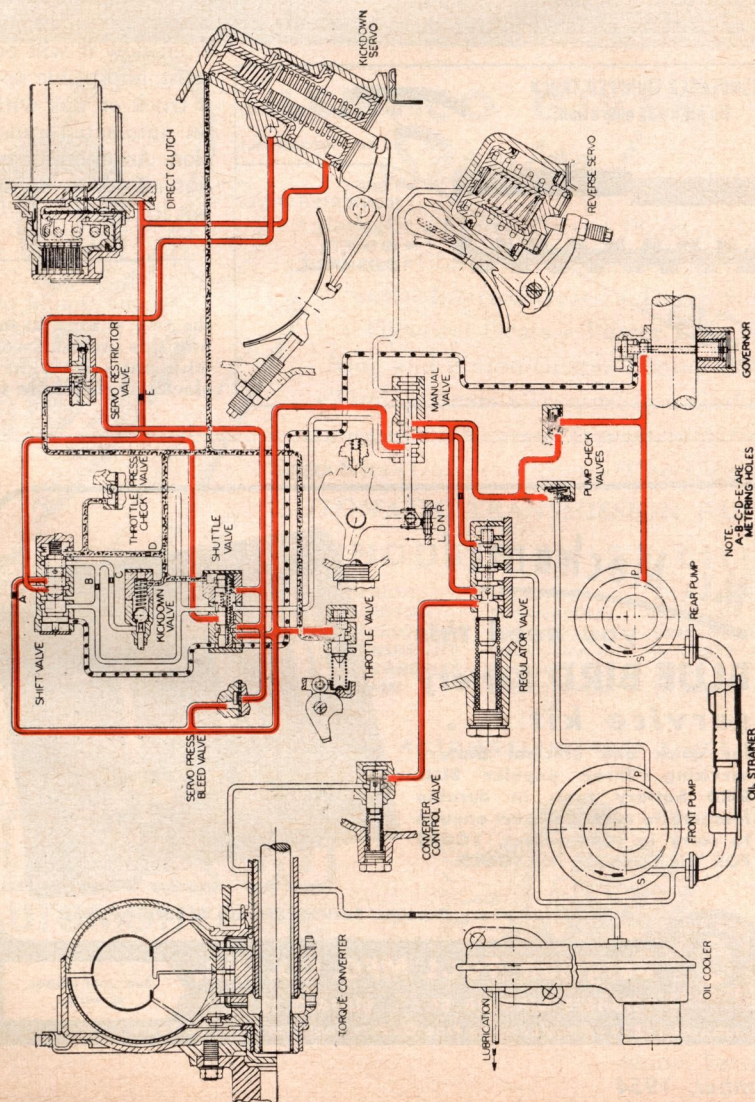 KICKDOWN
SERVO
DIRECT CLUTCH
REVERSE SERVO
SERVO RESTRICTOR
VALVE
E
MANUAL
VALVE
GOVERNOR
THROTTLE PRESS.
CHECK VALVE
D
A
B
C
SHIFT VALVE
KICKDOWN
VALVE
SHUTTLE
VALVE
L D N R
PUMP CHECK
VALVES
NOTE.
A-B-C-D-E-ARE
METERING HOLES
THROTTLE VALVE
REGULATOR VALVE
SERVO PRESS.
BLEED VALVE
P
S
REAR PUMP
CONVERTER
CONTROL VALVE
P
S
FRONT PUMP
OIL STRAINER
TORQUE CONVERTER
LUBRICATION
OIL COOLER